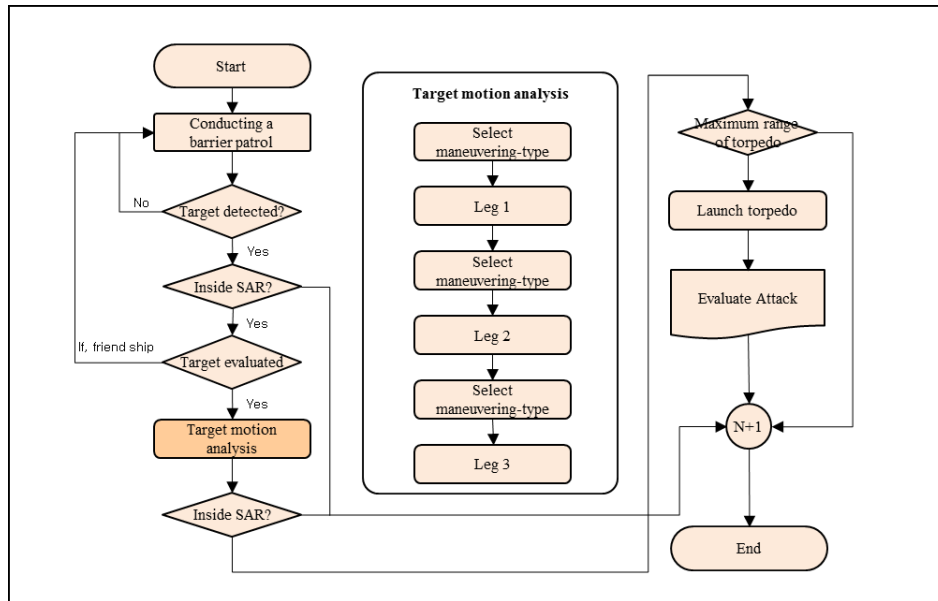 Start
Conducting a
barrier patrol
No
Target detected?
Yes
Inside SAR?
Yes
If, friend ship
Target evaluated
Yes
Target motion
analysis
Inside SAR?
Target motion analysis
Select
maneuvering-type
Leg 1
Select
maneuvering-type
Leg 2
Select
maneuvering-type
Leg 3
Maximum range
of torpedo
Launch torpedo
Evaluate Attack
N+1
End